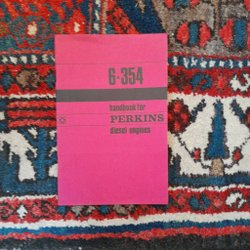 6·354
handbook for
PERKINS
diesel engines